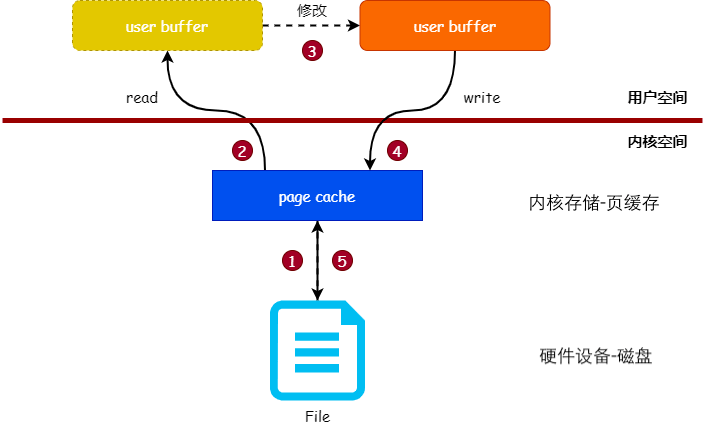 user buffer
修改
user buffer
3
read
write
用户空间
2
4
内核空间
page cache
内核存储-页缓存
1
5
硬件设备-磁盘
File